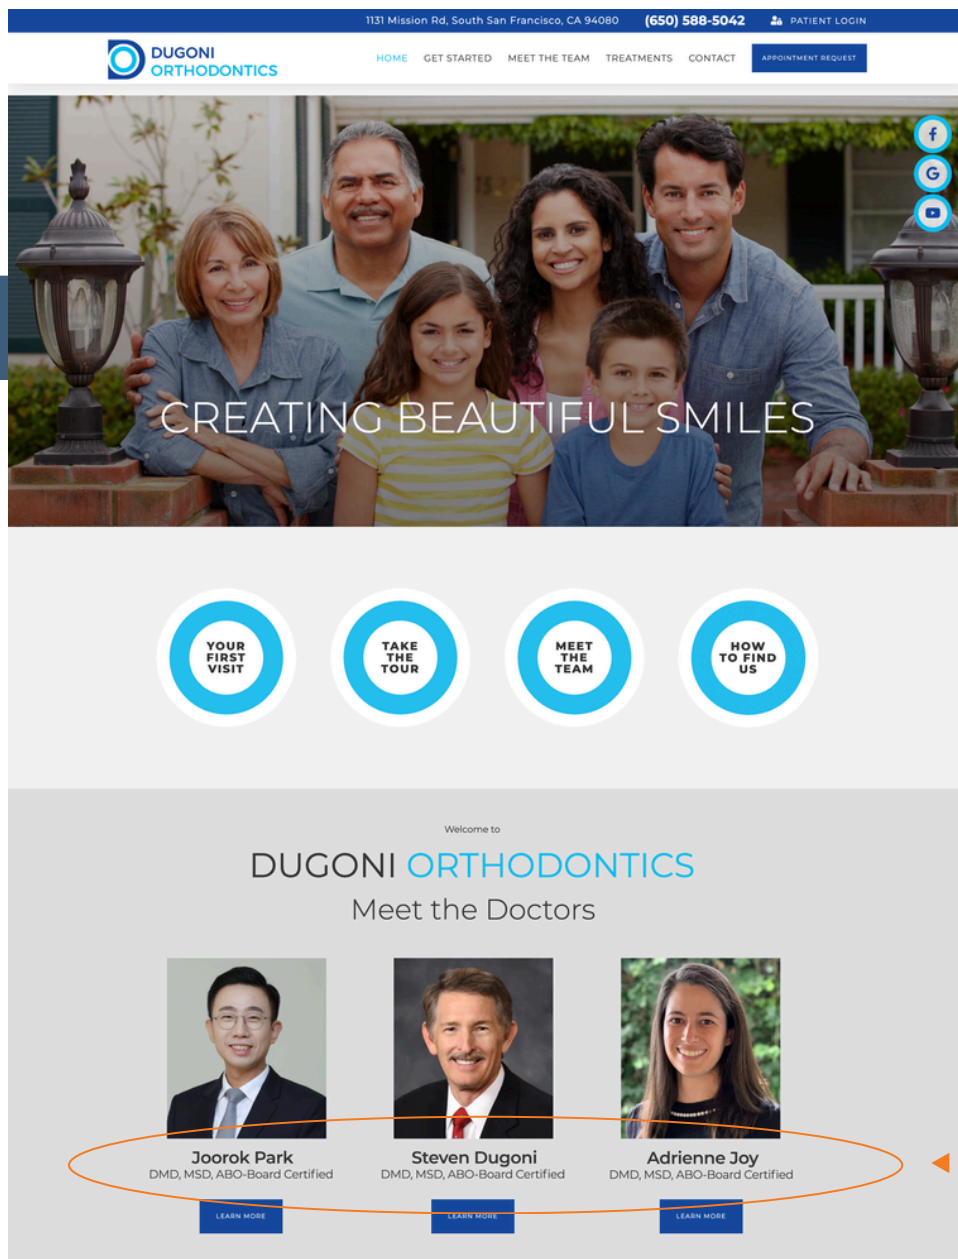 1131 Mission Rd, South San Francisco, CA 94080 (650) 588-5042 PATIENT LOGIN
DUGONI
ORTHODONTICS
HOME GET STARTED MEET THE TEAM TREATMENTS CONTACT APPOINTMENT REQUEST
f
G
CREATING BEAUTIFUL SMILES
YOUR
FIRST
VISIT
TAKE
THE
TOUR
MEET
THE
TEAM
HOW
TO FIND
US
Welcome to
DUGONI ORTHODONTICS
Meet the Doctors
Joorok Park
DMD, MSD, ABO-Board Certified
LEARN MORE
Steven Dugoni
DMD, MSD, ABO-Board Certified
LEARN MORE
Adrienne Joy
DMD, MSD, ABO-Board Certified
LEARN MORE